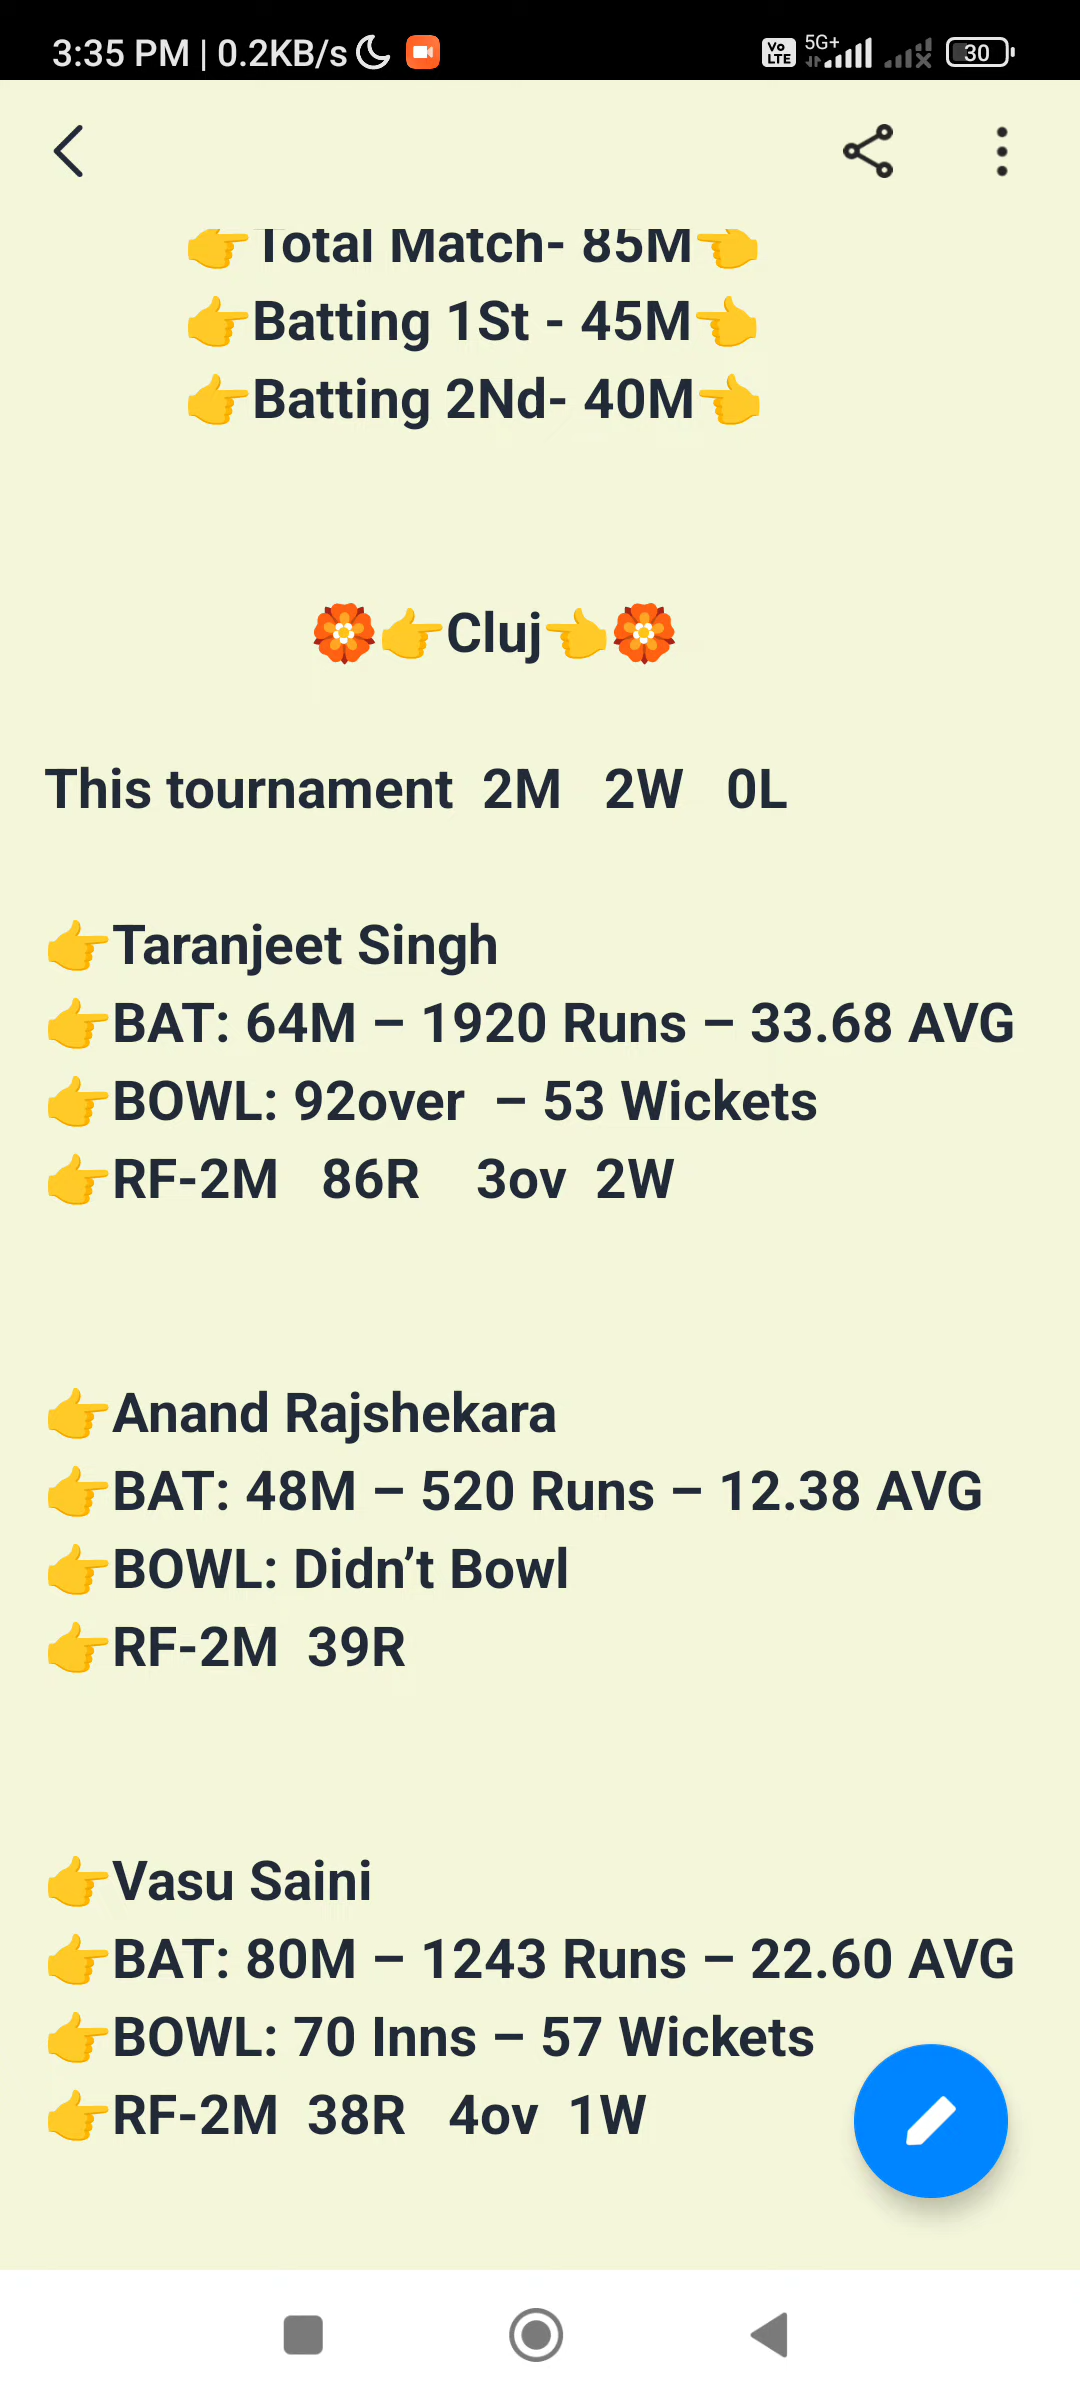 3:35 PM | 0.2KB/s
Vo LTE 5G+ 30
👉Total Match- 85M👈
👉Batting 1St - 45M👈
👉Batting 2Nd- 40M👈
🏵️👉Cluj👈🏵️
This tournament 2M 2W 0L
👉Taranjeet Singh
👉BAT: 64M – 1920 Runs – 33.68 AVG
👉BOWL: 92over – 53 Wickets
👉RF-2M 86R 3ov 2W
👉Anand Rajshekara
👉BAT: 48M – 520 Runs – 12.38 AVG
👉BOWL: Didn’t Bowl
👉RF-2M 39R
👉Vasu Saini
👉BAT: 80M – 1243 Runs – 22.60 AVG
👉BOWL: 70 Inns – 57 Wickets
👉RF-2M 38R 4ov 1W